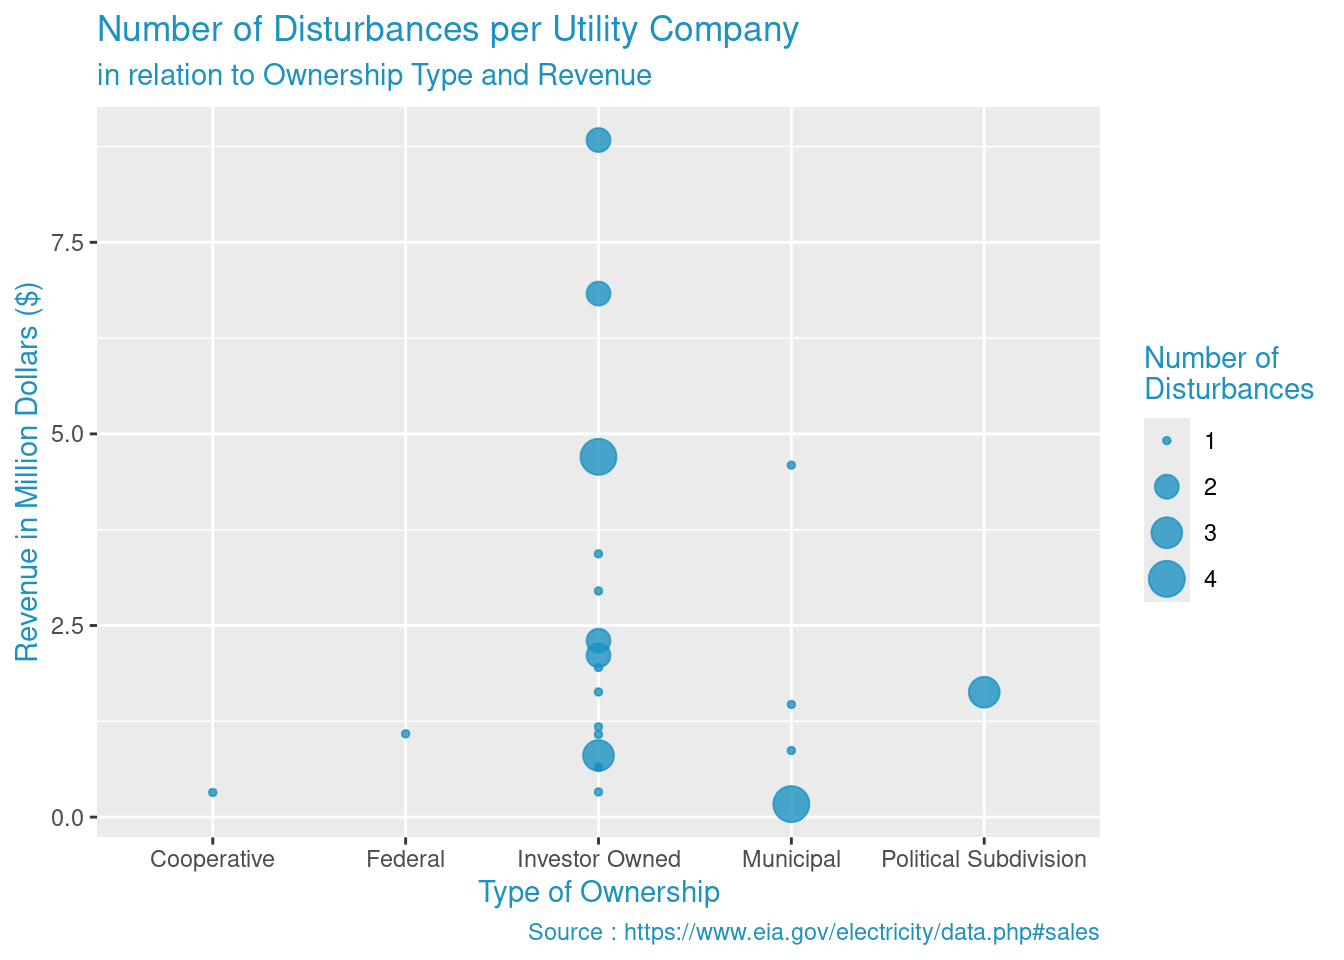 Number of Disturbances per Utility Company
in relation to Ownership Type and Revenue
Revenue in Million Dollars ($)
7.5
5.0
2.5
0.0
Cooperative
Federal
Investor Owned
Municipal
Political Subdivision
Type of Ownership
Number of
Disturbances
1
2
3
4
Source : https://www.eia.gov/electricity/data.php#sales